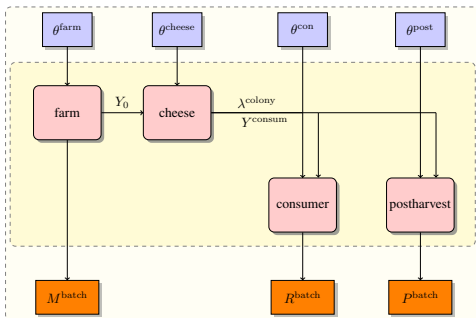 θ^farm θ^cheese θ^con θ^post
farm Y_0 cheese λ^colony
Y^consum
consumer postharvest
M^batch R^batch P^batch